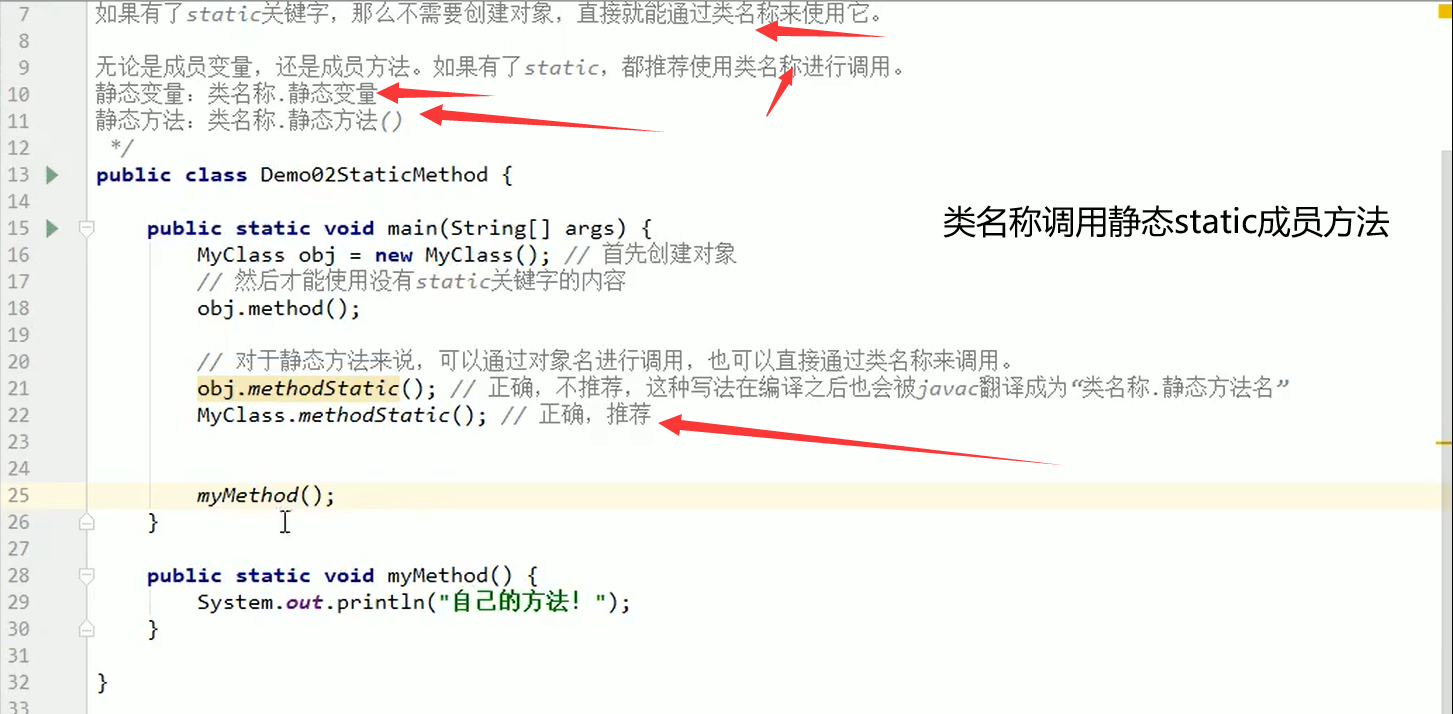 7 如果有了static关键字，那么不需要创建对象，直接就能通过类名称来使用它。
8
9 无论是成员变量，还是成员方法。如果有了static，都推荐使用类名称进行调用。
10 静态变量：类名称.静态变量
11 静态方法：类名称.静态方法()
12 */
13 public class Demo02StaticMethod {
14
类名称调用静态static成员方法
15 public static void main(String[] args) {
16 MyClass obj = new MyClass(); // 首先创建对象
17 // 然后才能使用没有static关键字的内容
18 obj.method();
19
20 // 对于静态方法来说，可以通过对象名进行调用，也可以直接通过类名称来调用。
21 obj.methodStatic(); // 正确，不推荐，这种写法在编译之后也会被javac翻译成为“类名称.静态方法名”
22 MyClass.methodStatic(); // 正确，推荐
23
24
25 myMethod();
26 }
27
28 public static void myMethod() {
29 System.out.println("自己的方法！");
30 }
31
32 }
33